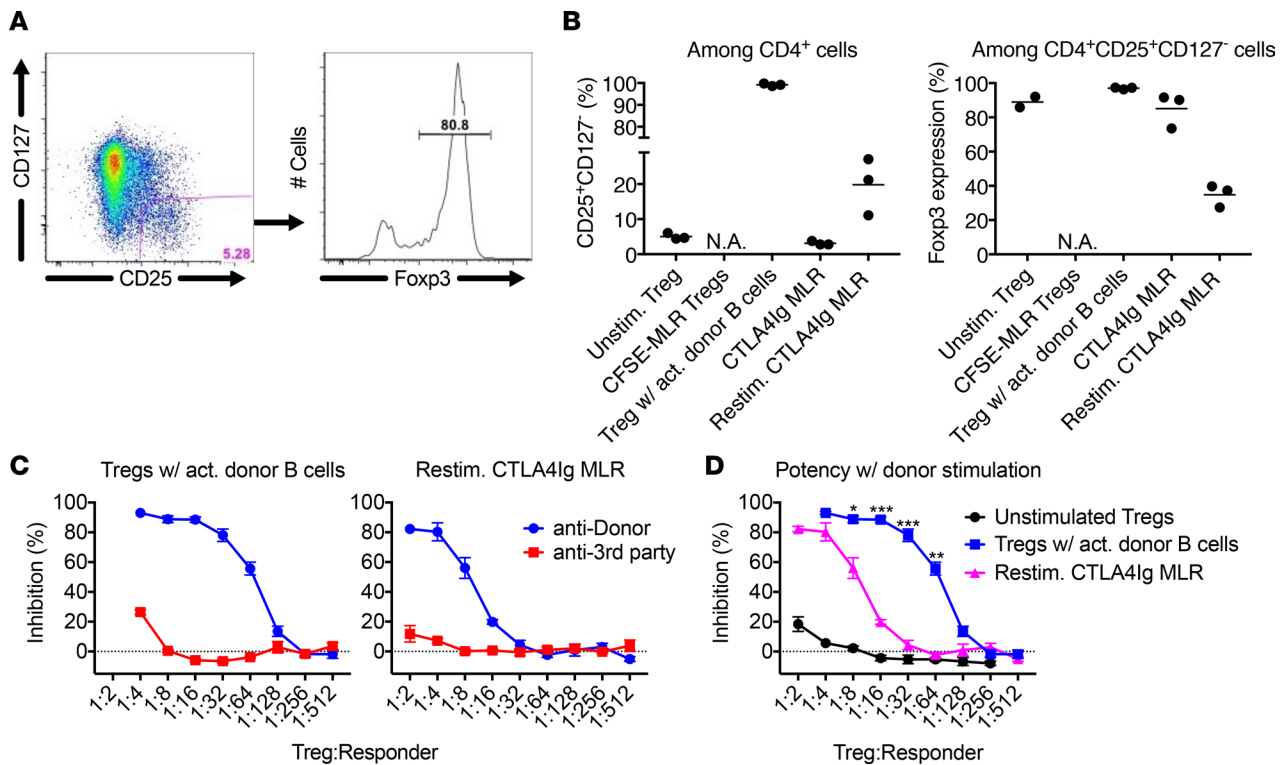 A
CD127
5.28
CD25
# Cells
80.8
Foxp3
B
Among CD4+ cells
CD25+CD127- (%)
100
90
80
20
10
0
N.A.
Unstim. Treg
CFSE-MLR Tregs
Treg w/ act. donor B cells
CTLA4Ig MLR
Restim. CTLA4Ig MLR
Among CD4+CD25+CD127- cells
Foxp3 expression (%)
100
80
60
40
20
0
N.A.
Unstim. Treg
CFSE-MLR Tregs
Treg w/ act. donor B cells
CTLA4Ig MLR
Restim. CTLA4Ig MLR
C
Tregs w/ act. donor B cells
Inhibition (%)
100
80
60
40
20
0
1:2
1:4
1:8
1:16
1:32
1:64
1:128
1:256
1:512
Restim. CTLA4Ig MLR
100
80
60
40
20
0
1:2
1:4
1:8
1:16
1:32
1:64
1:128
1:256
1:512
anti-Donor
anti-3rd party
Treg:Responder
D
Potency w/ donor stimulation
Inhibition (%)
100
80
60
40
20
0
* *** *** **
1:2
1:4
1:8
1:16
1:32
1:64
1:128
1:256
1:512
Unstimulated Tregs
Tregs w/ act. donor B cells
Restim. CTLA4Ig MLR
Treg:Responder